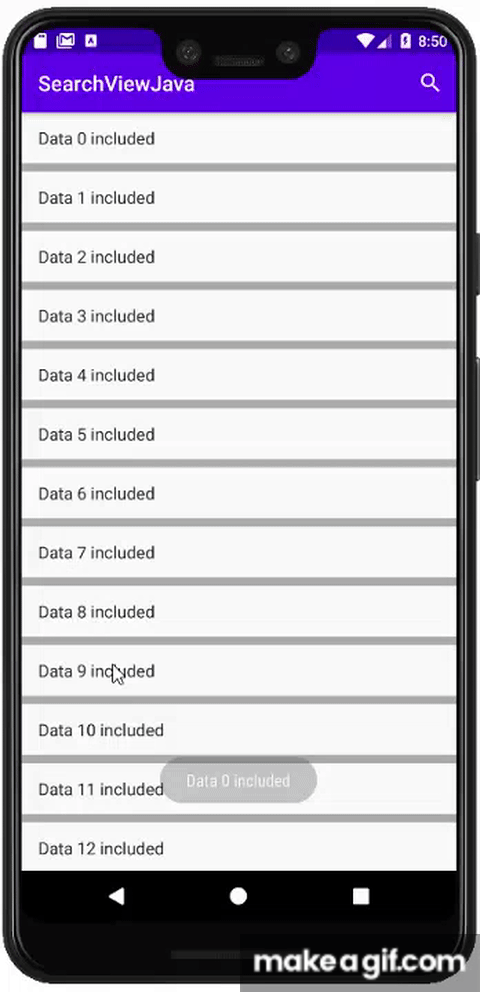 8:50
SearchViewJava
Data 0 included
Data 1 included
Data 2 included
Data 3 included
Data 4 included
Data 5 included
Data 6 included
Data 7 included
Data 8 included
Data 9 included
Data 10 included
Data 0 included
Data 11 included
Data 12 included
makeagif.com